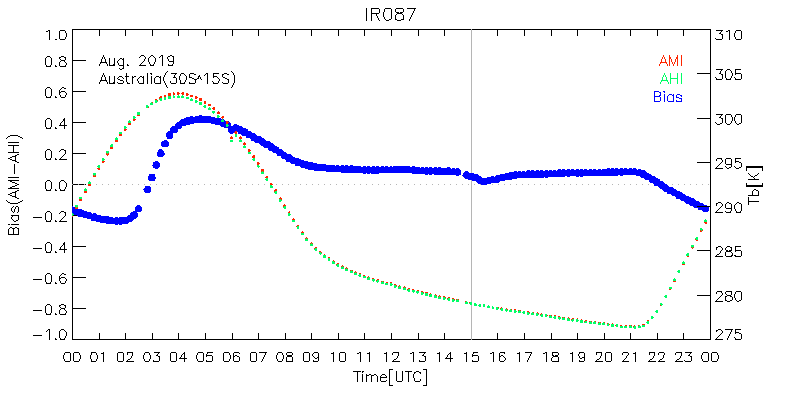 IR087
1.0 310
0.8
Aug. 2019 AMI
305
Australia(30S^15S) AHI
0.6
Bias
0.4 300
0.2
295
0.0
Bias(AMI−AHI) Tb[K]
−0.2 290
−0.4
285
−0.6
280
−0.8
−1.0 275
00 01 02 03 04 05 06 07 08 09 10 11 12 13 14 15 16 17 18 19 20 21 22 23 00
Time[UTC]